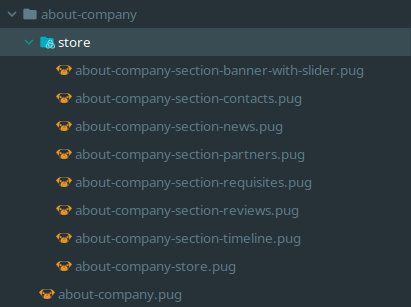 about-company
store
about-company-section-banner-with-slider.pug
about-company-section-contacts.pug
about-company-section-news.pug
about-company-section-partners.pug
about-company-section-requisites.pug
about-company-section-reviews.pug
about-company-section-timeline.pug
about-company-store.pug
about-company.pug